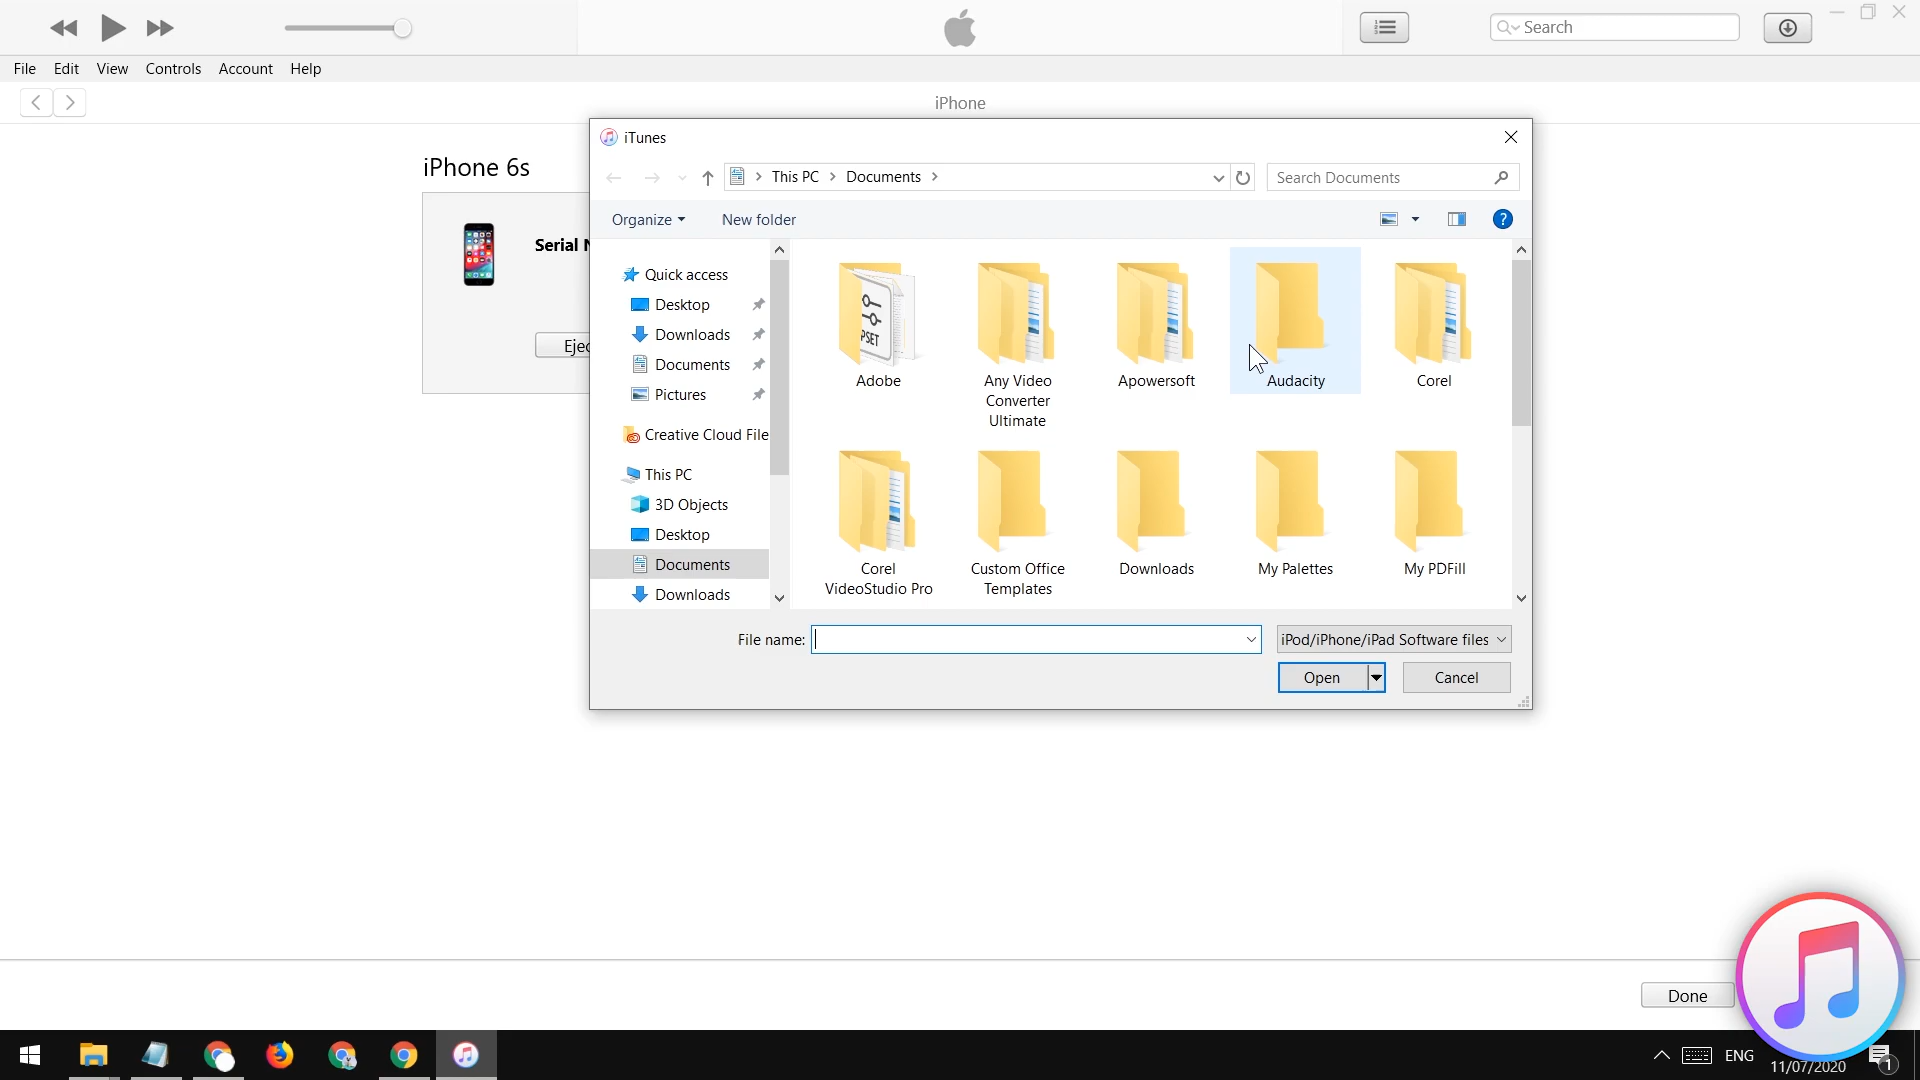 Search
File Edit View Controls Account Help
iPhone
iPhone 6s
Serial N
Ejec
iTunes
This PC > Documents >
Search Documents
Organize New folder
Quick access
Desktop
Downloads
Documents
Pictures
Creative Cloud File
This PC
3D Objects
Desktop
Documents
Downloads
PSET
Adobe
Any Video
Converter
Ultimate
Apowersoft
Audacity
Corel
Corel
VideoStudio Pro
Custom Office
Templates
Downloads
My Palettes
My PDFill
File name:
iPod/iPhone/iPad Software files
Open Cancel
Done
ENG
11/07/2020
1